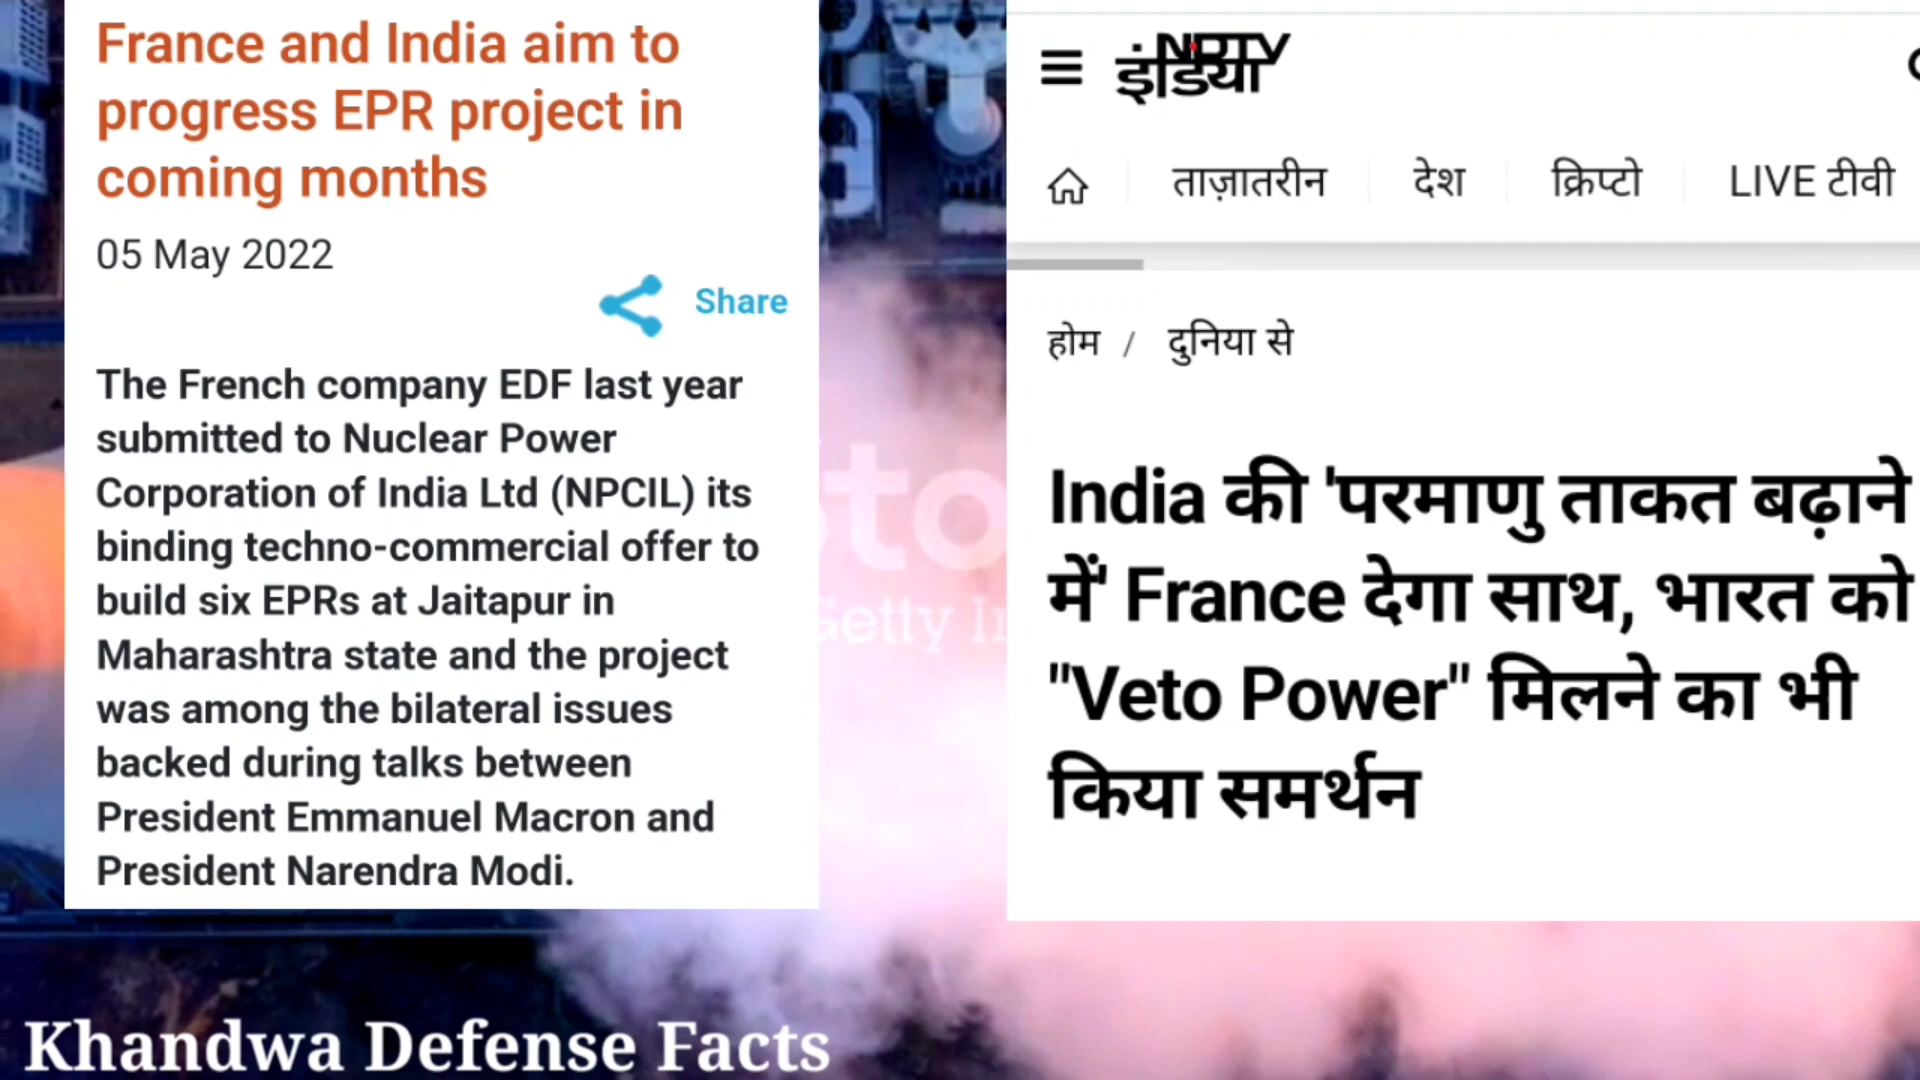 France and India aim to
progress EPR project in
coming months
05 May 2022
Share
The French company EDF last year
submitted to Nuclear Power
Corporation of India Ltd (NPCIL) its
binding techno-commercial offer to
build six EPRs at Jaitapur in
Maharashtra state and the project
was among the bilateral issues
backed during talks between
President Emmanuel Macron and
President Narendra Modi.
NDTV
इंडिया
ताज़ातरीन देश क्रिप्टो LIVE टीवी
होम / दुनिया से
India की 'परमाणु ताकत बढ़ाने
में' France देगा साथ, भारत को
"Veto Power" मिलने का भी
किया समर्थन
to
Getty I
Khandwa Defense Facts